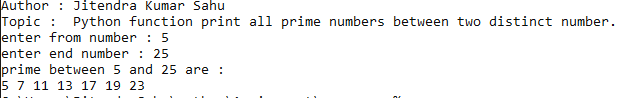 Author : Jitendra Kumar Sahu
Topic :  Python function print all prime numbers between two distinct number.
enter from number : 5
enter end number : 25
prime between 5 and 25 are :
5 7 11 13 17 19 23